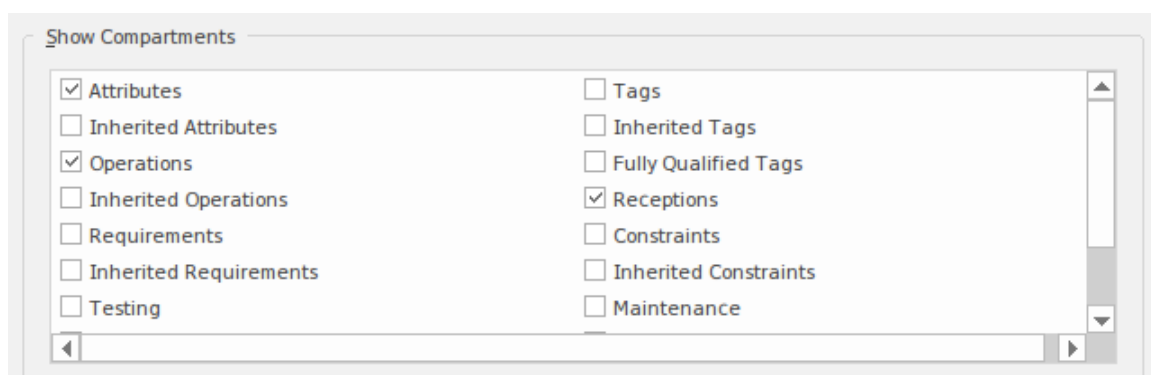 Show Compartments
Attributes
Tags
Inherited Attributes
Inherited Tags
Operations
Fully Qualified Tags
Inherited Operations
Receptions
Requirements
Constraints
Inherited Requirements
Inherited Constraints
Testing
Maintenance